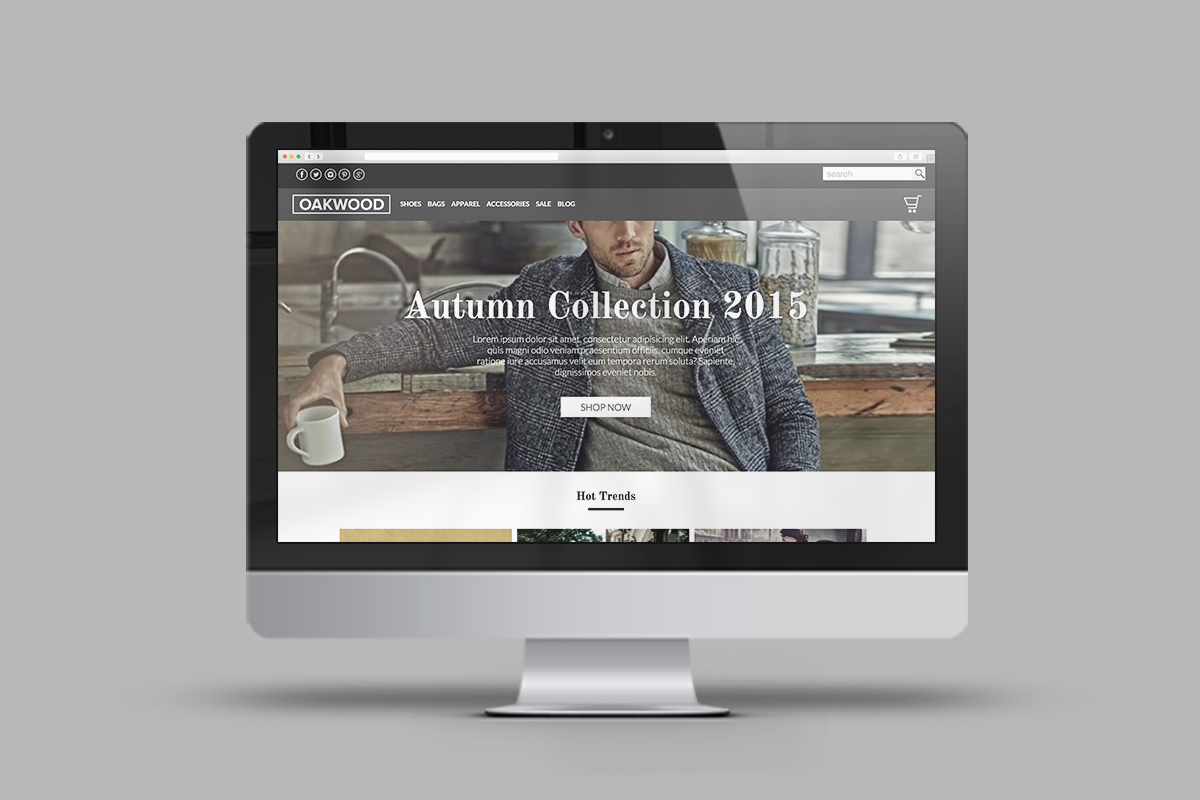 search
OAKWOOD SHOES BAGS APPAREL ACCESSORIES SALE BLOG
Autumn Collection 2015
Lorem ipsum dolor sit amet, consectetur adipisicing elit. Aperiam hic,
quis magni odio veniam praesentium officiis, cumque eveniet
ratione iure accusamus velit eum tempora rerum soluta? Sapiente,
dignissimos eveniet nobis.
SHOP NOW
Hot Trends